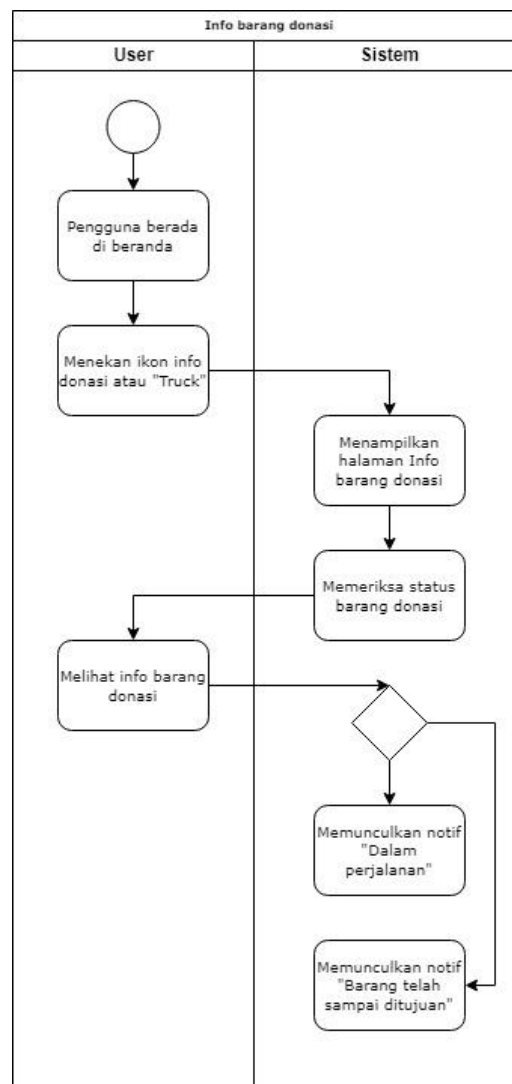 Info barang donasi
User
Sistem
Pengguna berada
di beranda
Menekan ikon info
donasi atau "Truck"
Menampilkan
halaman Info
barang donasi
Memeriksa status
barang donasi
Melihat info barang
donasi
Memunculkan notif
"Dalam
perjalanan"
Memunculkan notif
"Barang telah
sampai ditujuan"